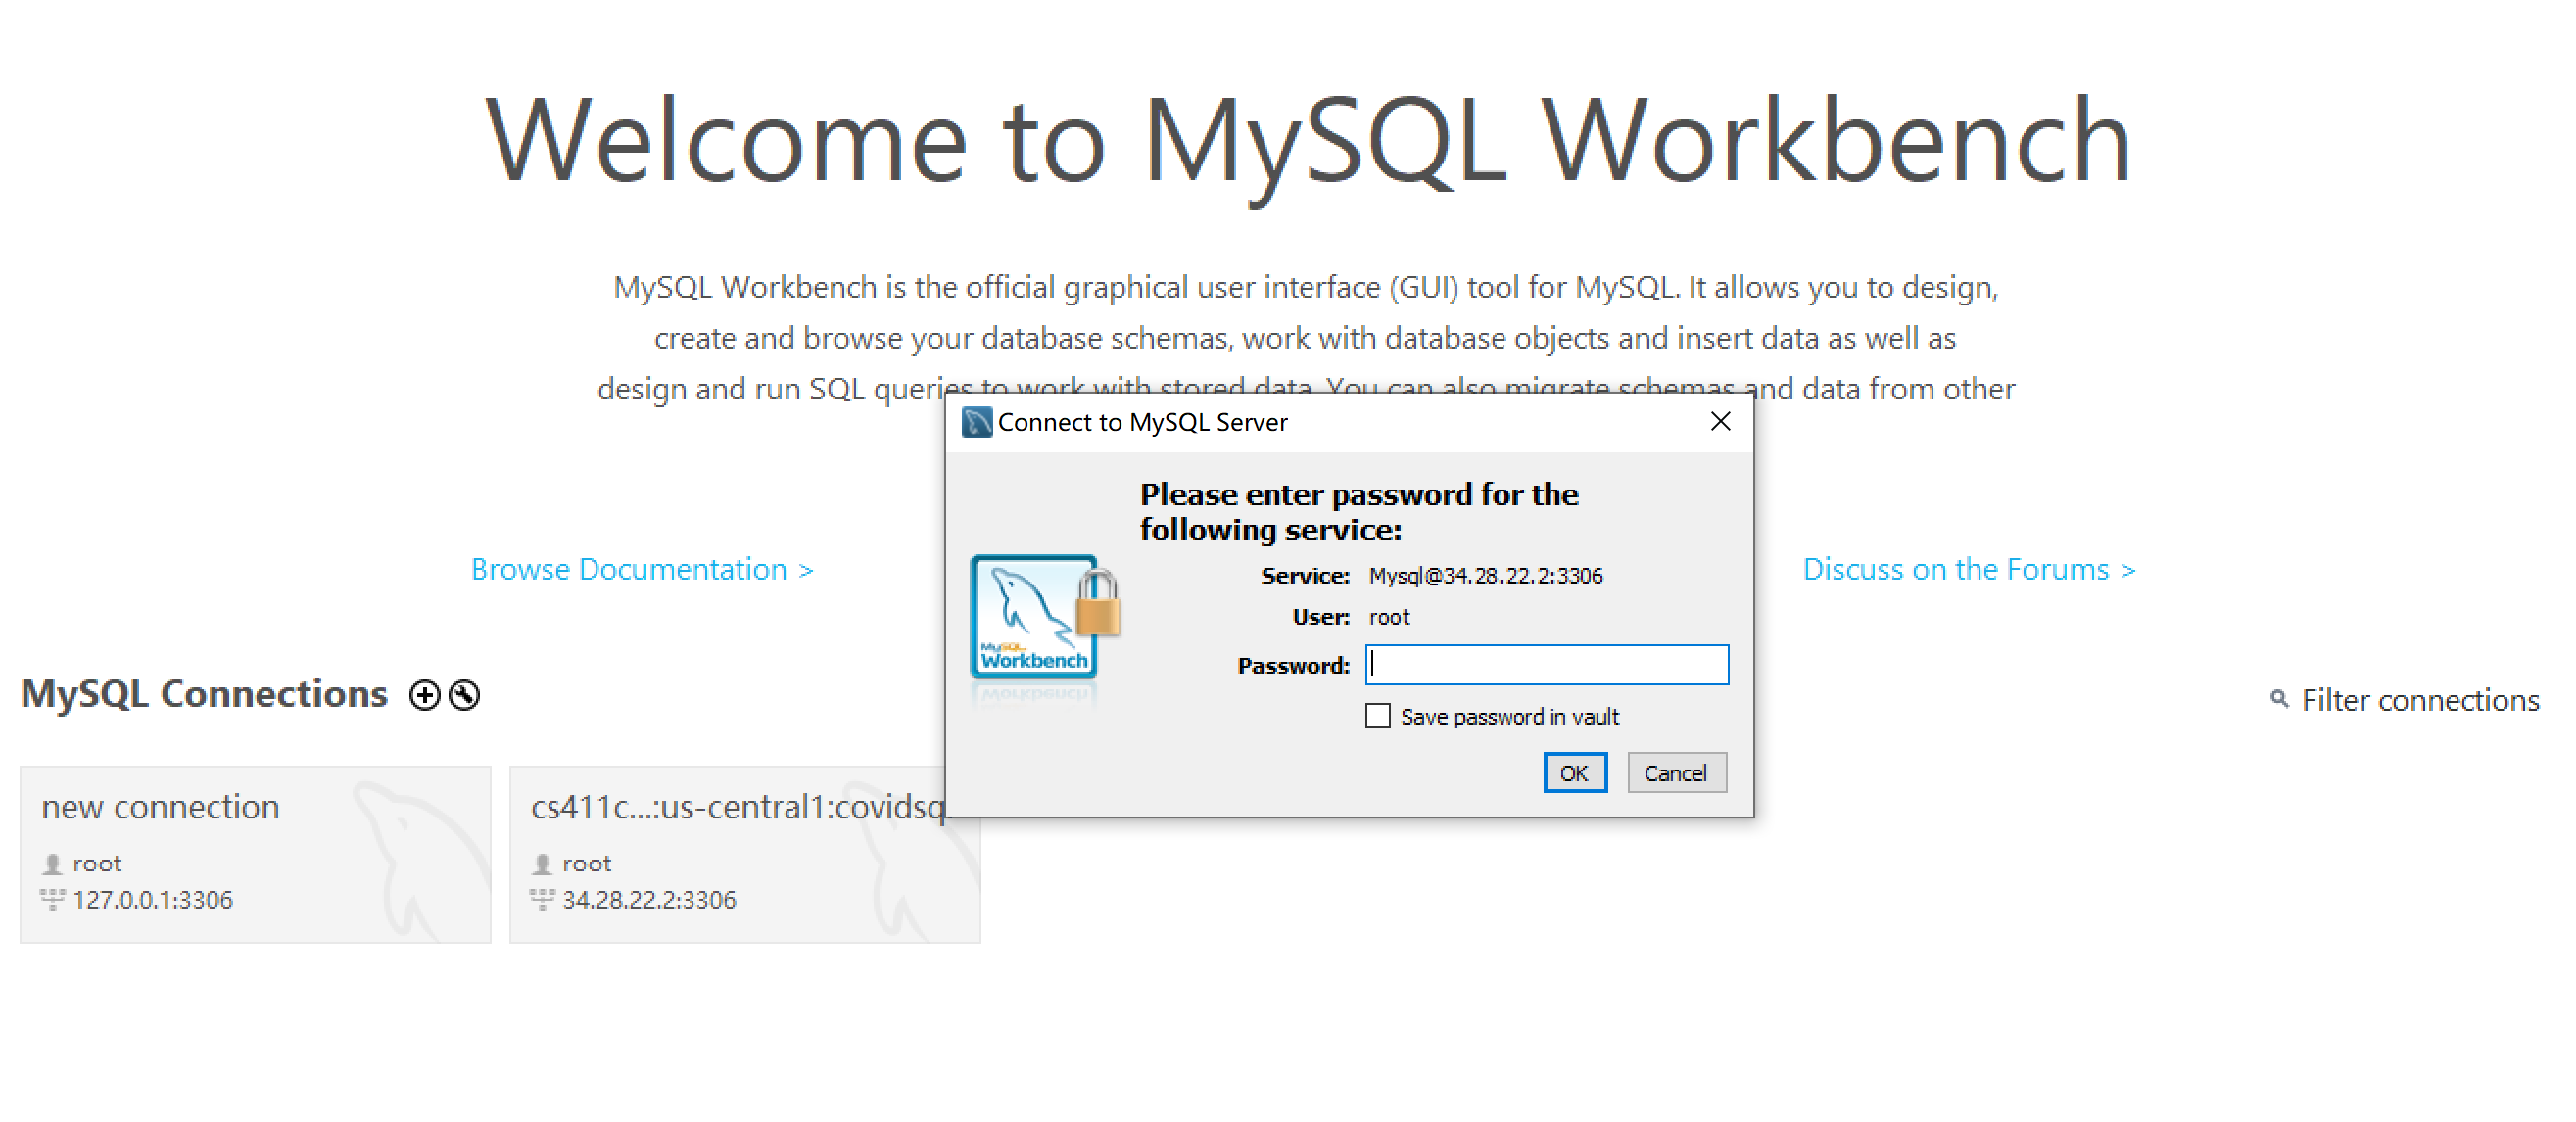 Welcome to MySQL Workbench
MySQL Workbench is the official graphical user interface (GUI) tool for MySQL. It allows you to design,
create and browse your database schemas, work with database objects and insert data as well as
design and run SQL queries to work with stored data. You can also migrate schemas and data from other
Connect to MySQL Server
Please enter password for the
following service:
Service: Mysql@34.28.22.2:3306
User: root
Password:
Save password in vault
OK Cancel
MySQL
Workbench
Browse Documentation >
Discuss on the Forums >
MySQL Connections
Filter connections
new connection
root
127.0.0.1:3306
cs411c...:us-central1:covidsq
root
34.28.22.2:3306